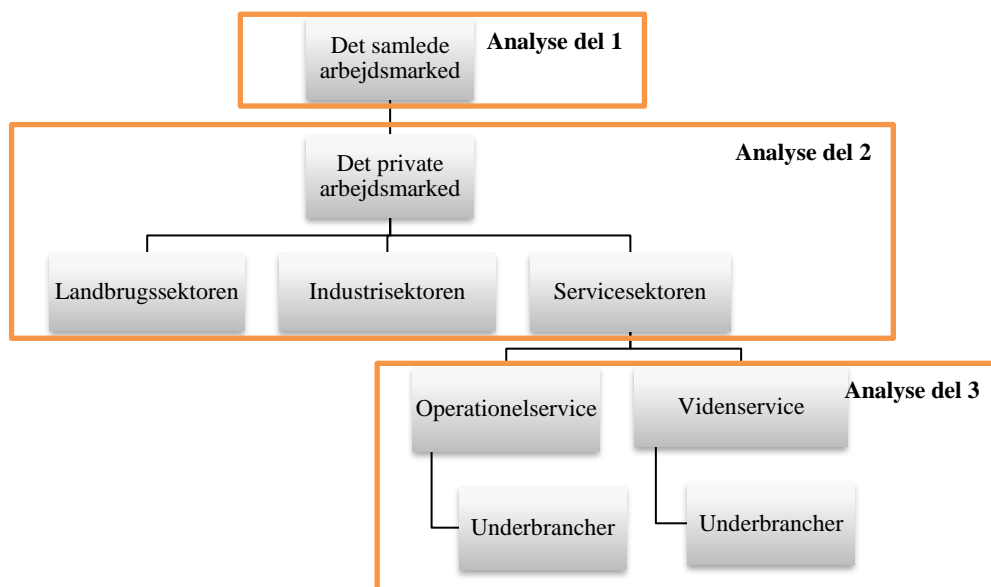 Det samlede
arbejdsmarked
Analyse del 1
Det private
arbejdsmarked
Analyse del 2
Landbrugssektoren
Industrisektoren
Servicesektoren
Analyse del 3
Operationelservice
Videnservice
Underbrancher
Underbrancher